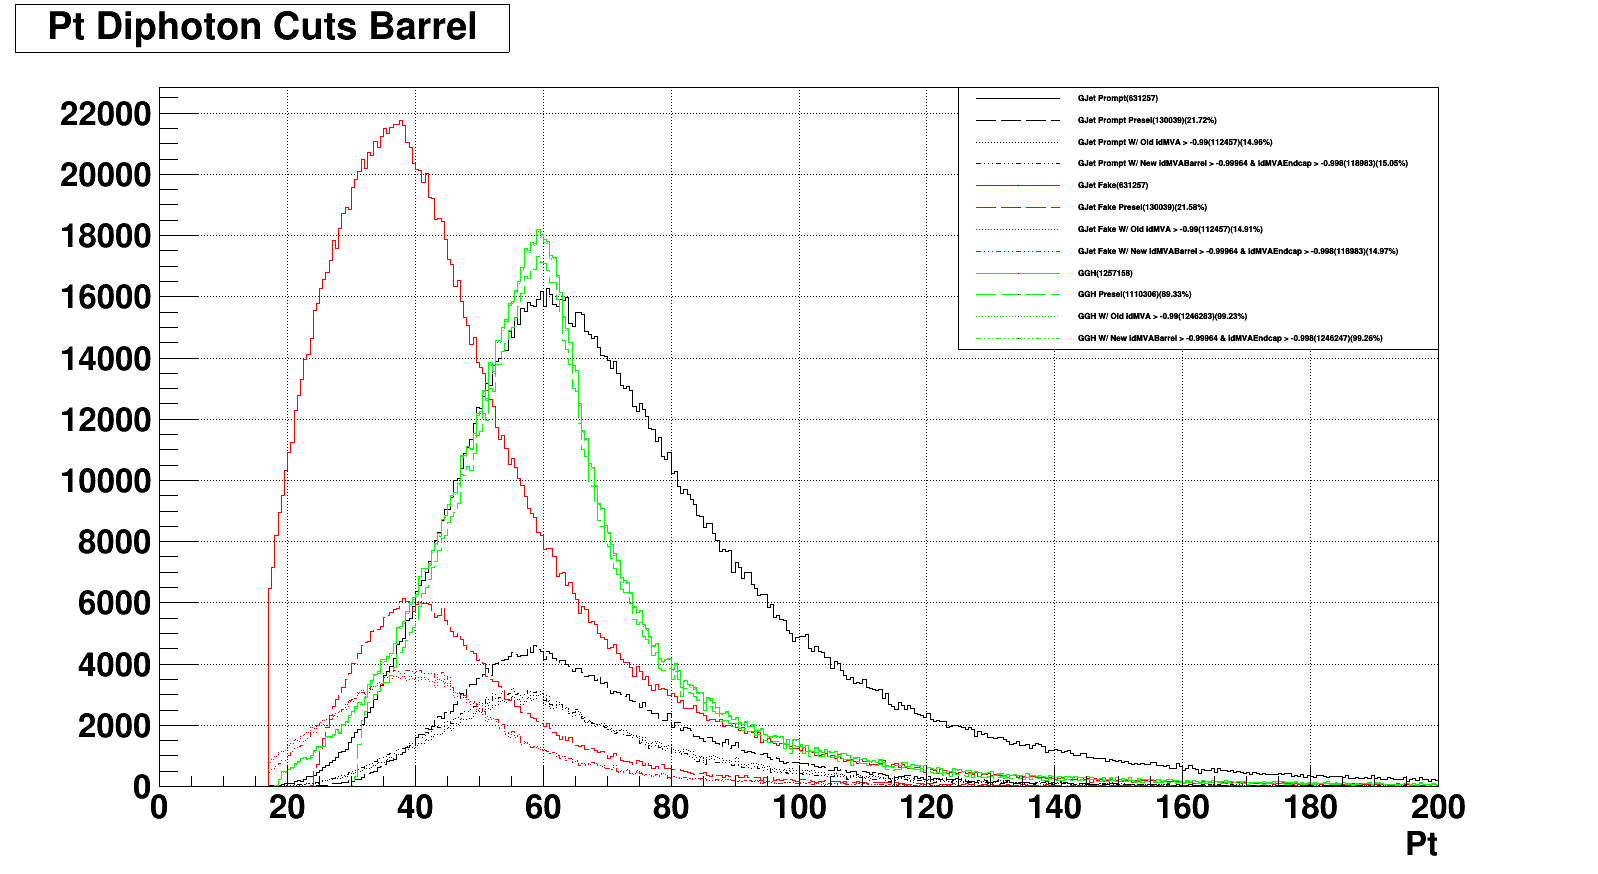 Pt Diphoton Cuts Barrel
22000
20000
18000
16000
14000
12000
10000
8000
6000
4000
2000
0
GJet Prompt(631257)
GJet Prompt Presel(130039)(21.72%)
GJet Prompt W/ Old idMVA > -0.99(112457)(14.96%)
GJet Prompt W/ New idMVABarrel > -0.99964 & idMVAEndcap > -0.998(118983)(15.05%)
GJet Fake(631257)
GJet Fake Presel(130039)(21.58%)
GJet Fake W/ Old idMVA > -0.99(112457)(14.91%)
GJet Fake W/ New idMVABarrel > -0.99964 & idMVAEndcap > -0.998(118983)(14.97%)
GGH(1257158)
GGH Presel(1110306)(89.33%)
GGH W/ Old idMVA > -0.99(1246283)(99.23%)
GGH W/ New idMVABarrel > -0.99964 & idMVAEndcap > -0.998(1246247)(99.26%)
0 20 40 60 80 100 120 140 160 180 200
Pt